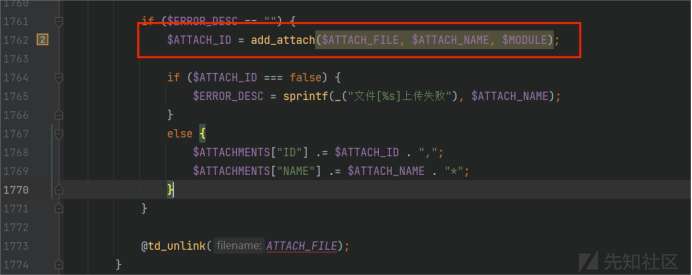 1760
1761 if ($ERROR_DESC == "") {
1762 2 $ATTACH_ID = add_attach($ATTACH_FILE, $ATTACH_NAME, $MODULE);
1763
1764 if ($ATTACH_ID === false) {
1765 $ERROR_DESC = sprintf(_("文件[%s]上传失败"), $ATTACH_NAME);
1766 }
1767 else {
1768 $ATTACHMENTS["ID"] .= $ATTACH_ID . ",";
1769 $ATTACHMENTS["NAME"] .= $ATTACH_NAME . "*";
1770 }
1771 }
1772
1773 @td_unlink( filename: ATTACH_FILE);
1774 }
先知社区